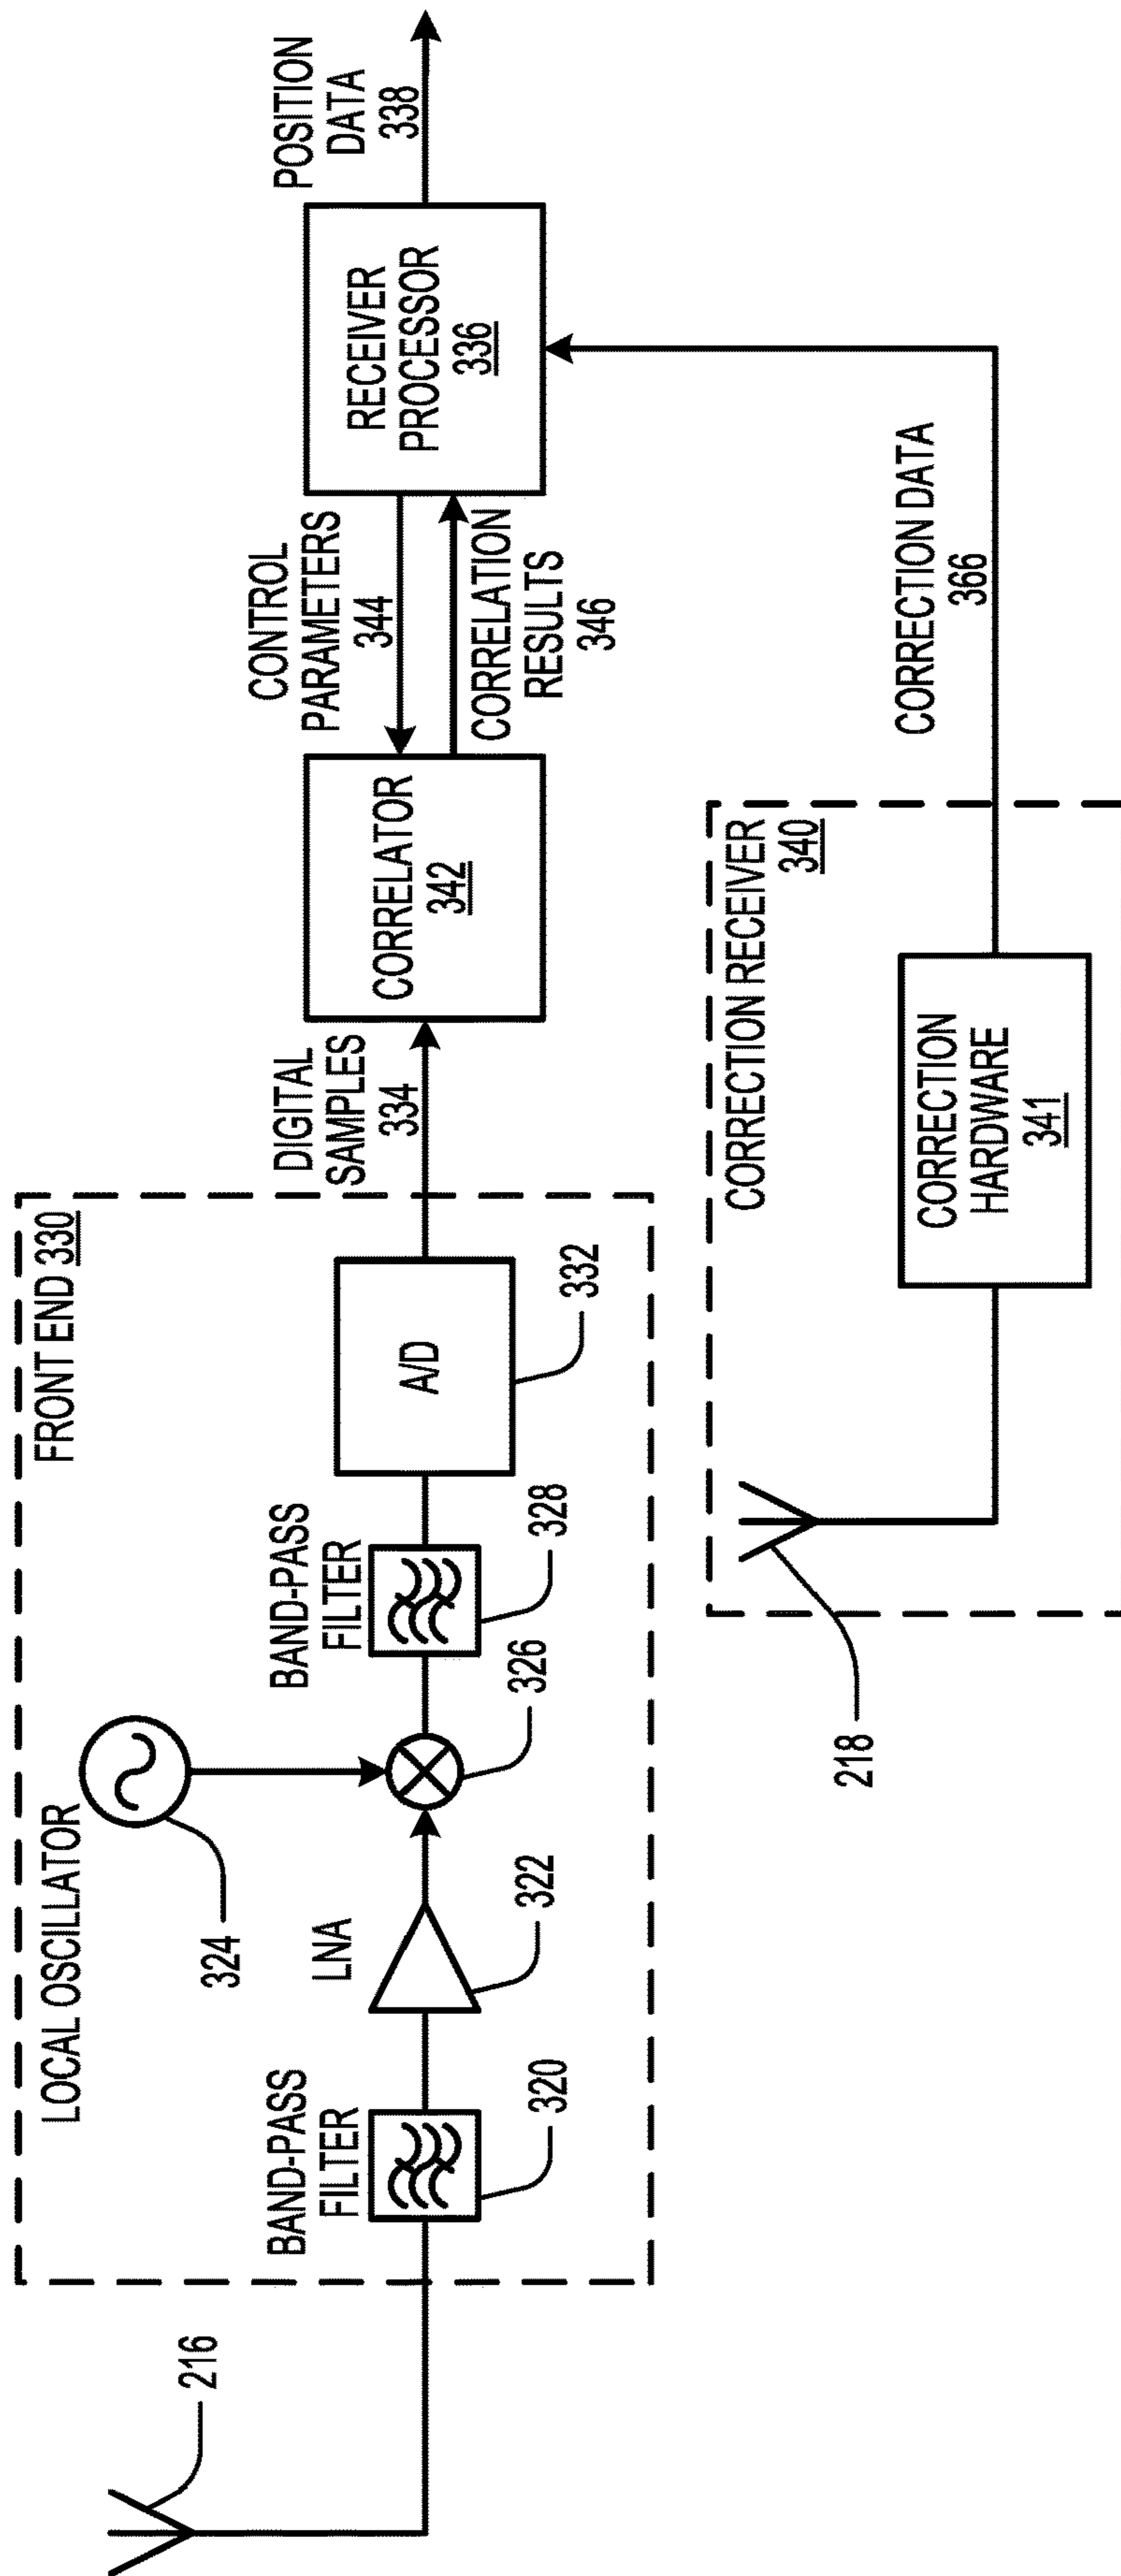 216
FRONT END 330
LOCAL OSCILLATOR
324
BAND-PASS
FILTER
320
LNA
322
326
BAND-PASS
FILTER
328
A/D
332
DIGITAL
SAMPLES
334
CORRELATOR
342
CONTROL
PARAMETERS
344
CORRELATION
RESULTS
346
RECEIVER
PROCESSOR
336
POSITION
DATA
338
218
CORRECTION RECEIVER
340
CORRECTION
HARDWARE
341
CORRECTION DATA
366